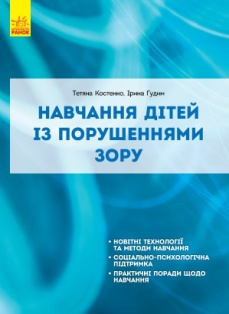 РАНОК
Тетяна Костенко, Ірина Гудим
НАВЧАННЯ ДІТЕЙ
ІЗ ПОРУШЕННЯМИ
ЗОРУ
• НОВІТНІ ТЕХНОЛОГІЇ
ТА МЕТОДИ НАВЧАННЯ
• СОЦІАЛЬНО-ПСИХОЛОГІЧНА
ПІДТРИМКА
• ПРАКТИЧНІ ПОРАДИ ЩОДО
НАВЧАННЯ